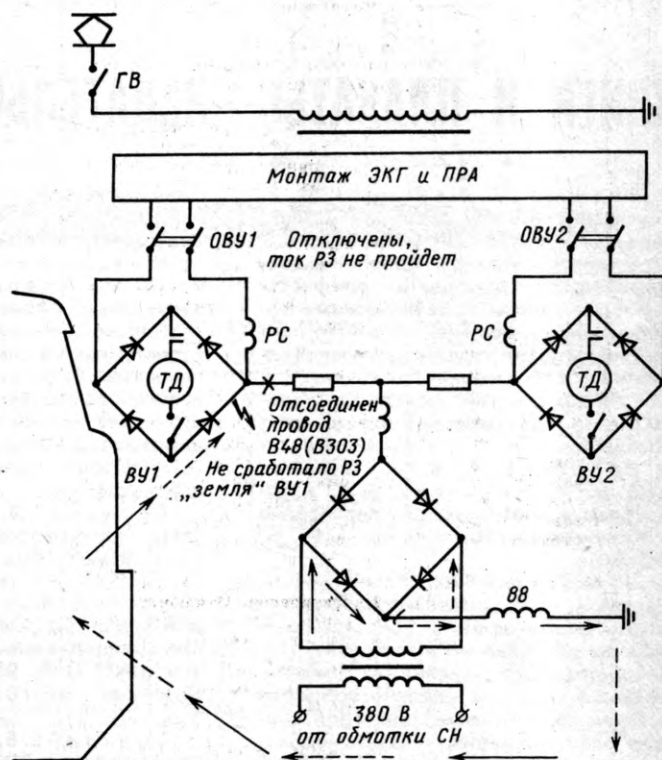 ГВ
Монтаж ЭКГ и ПРА
ОВУ1
Отключены,
ток РЗ не пройдет
ОВУ2
РС
РС
ТД
ТД
Отсоединен
провод
В48(В303)
Не сработало РЗ
„земля“ ВУ1
ВУ1
ВУ2
88
380 В
от обмотки СН